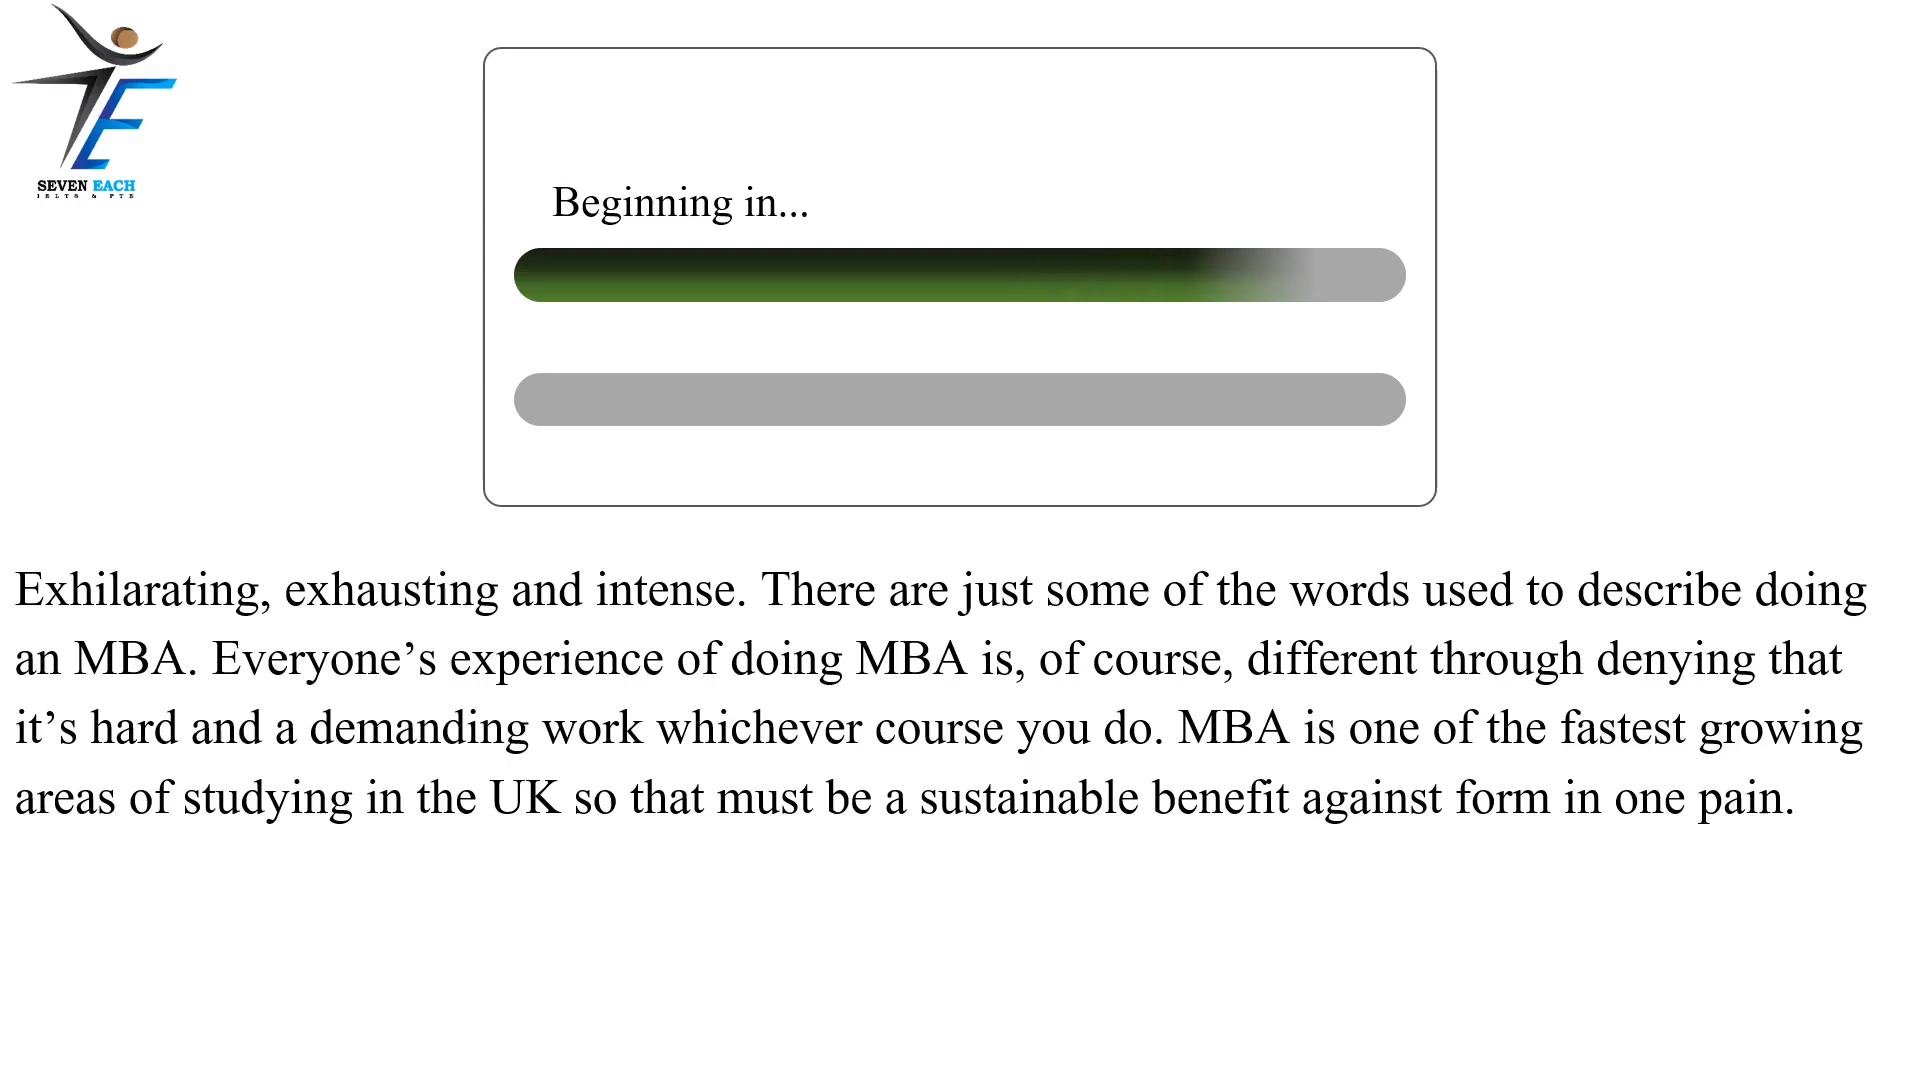 SEVEN EACH
IELTS & PTE
Beginning in...
Exhilarating, exhausting and intense. There are just some of the words used to describe doing
an MBA. Everyone’s experience of doing MBA is, of course, different through denying that
it’s hard and a demanding work whichever course you do. MBA is one of the fastest growing
areas of studying in the UK so that must be a sustainable benefit against form in one pain.